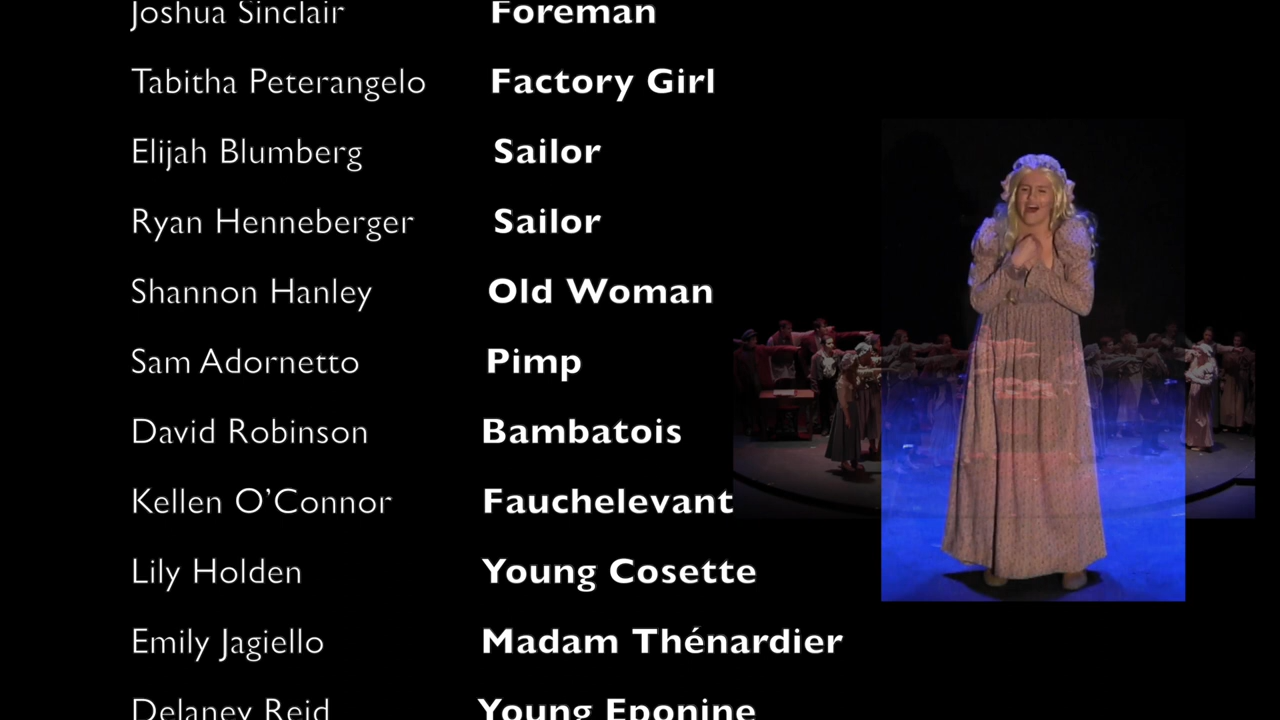 Joshua Sinclair Foreman
Tabitha Peterangelo Factory Girl
Elijah Blumberg Sailor
Ryan Henneberger Sailor
Shannon Hanley Old Woman
Sam Adornetto Pimp
David Robinson Bambatois
Kellen O’Connor Fauchelevant
Lily Holden Young Cosette
Emily Jagiello Madam Thénardier
Delaney Reid Young Eponine